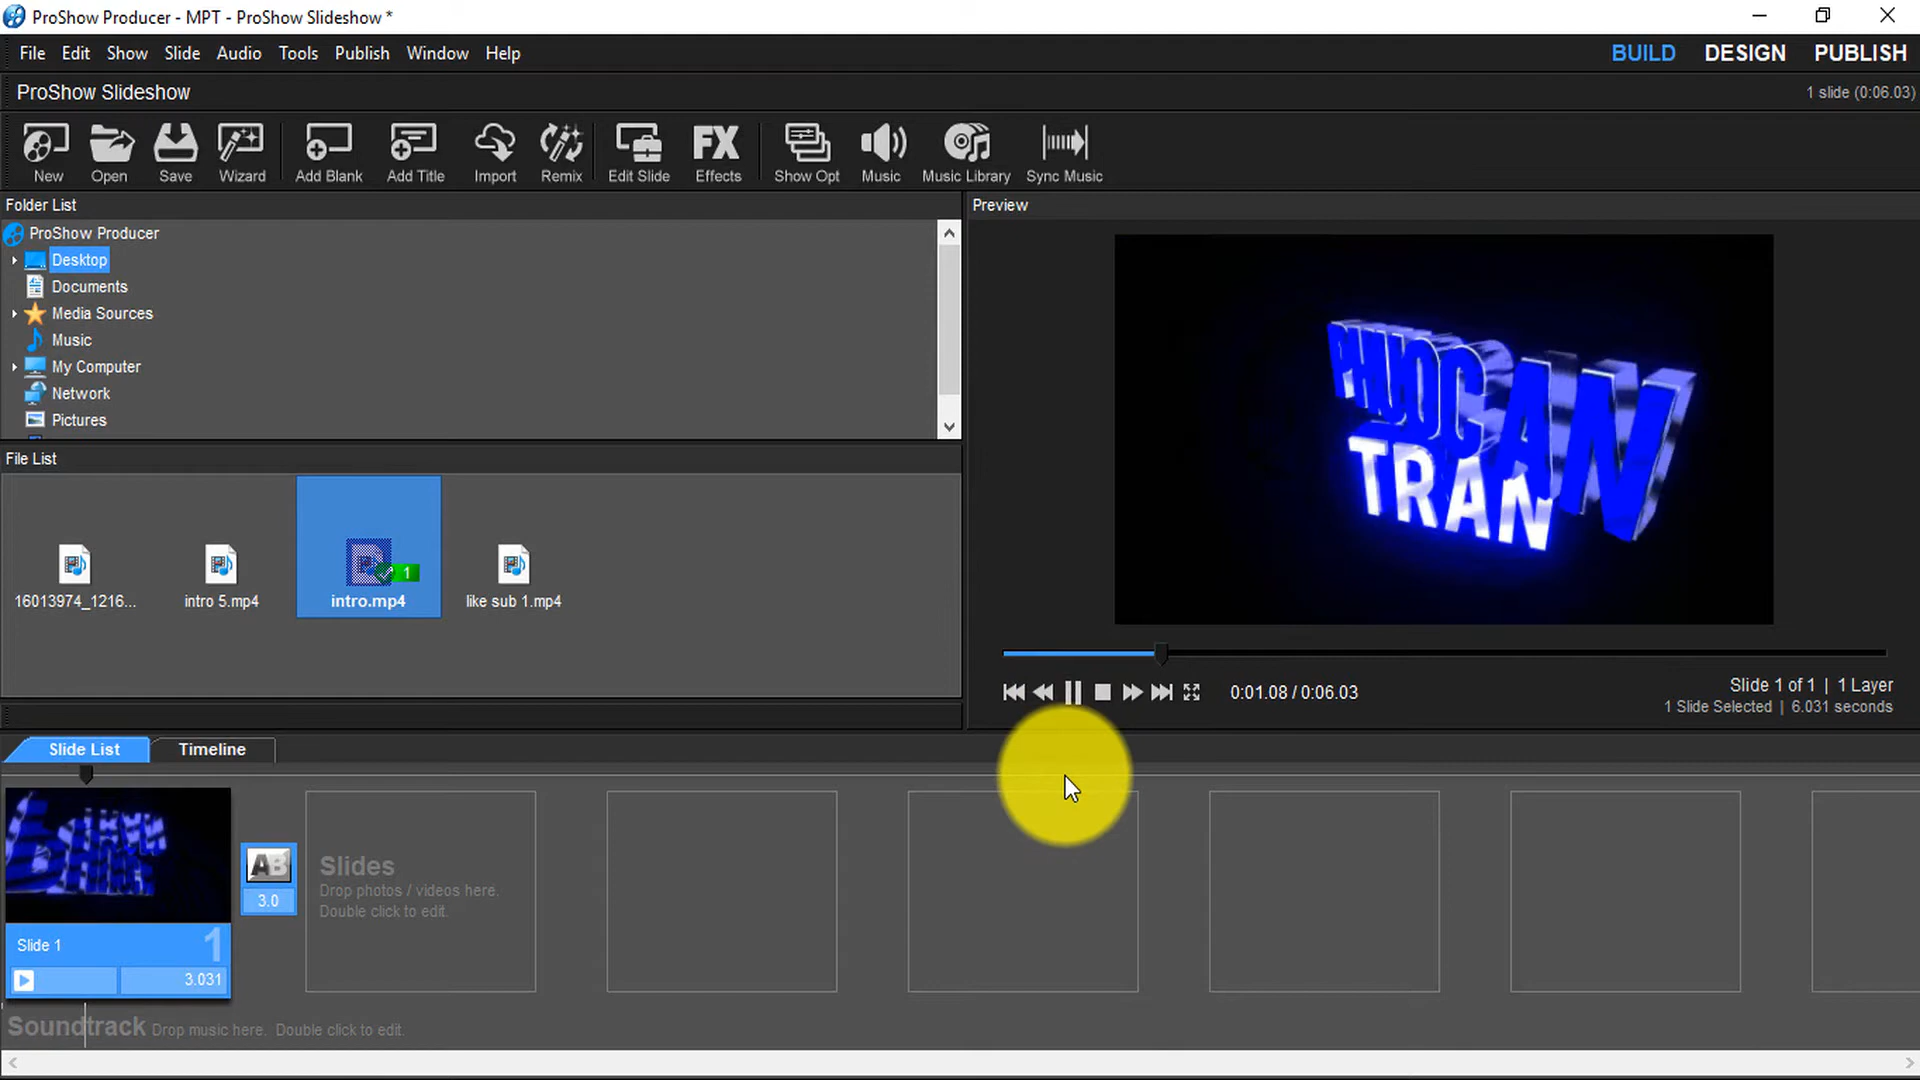 ProShow Producer - MPT - ProShow Slideshow *
File Edit Show Slide Audio Tools Publish Window Help
BUILD DESIGN PUBLISH
ProShow Slideshow
1 slide (0:06.03)
New Open Save Wizard Add Blank Add Title Import Remix Edit Slide FX Effects Show Opt Music Music Library Sync Music
Folder List
Preview
ProShow Producer
Desktop
Documents
Media Sources
Music
My Computer
Network
Pictures
PHUOC AN
TRAN
File List
1
16013974_1216... intro 5.mp4 intro.mp4 like sub 1.mp4
0:01.08 / 0:06.03
Slide 1 of 1 | 1 Layer
1 Slide Selected | 6.031 seconds
Slide List Timeline
AB
3.0
Slides
Drop photos / videos here.
Double click to edit.
Slide 1 1
3.031
Soundtrack Drop music here. Double click to edit.